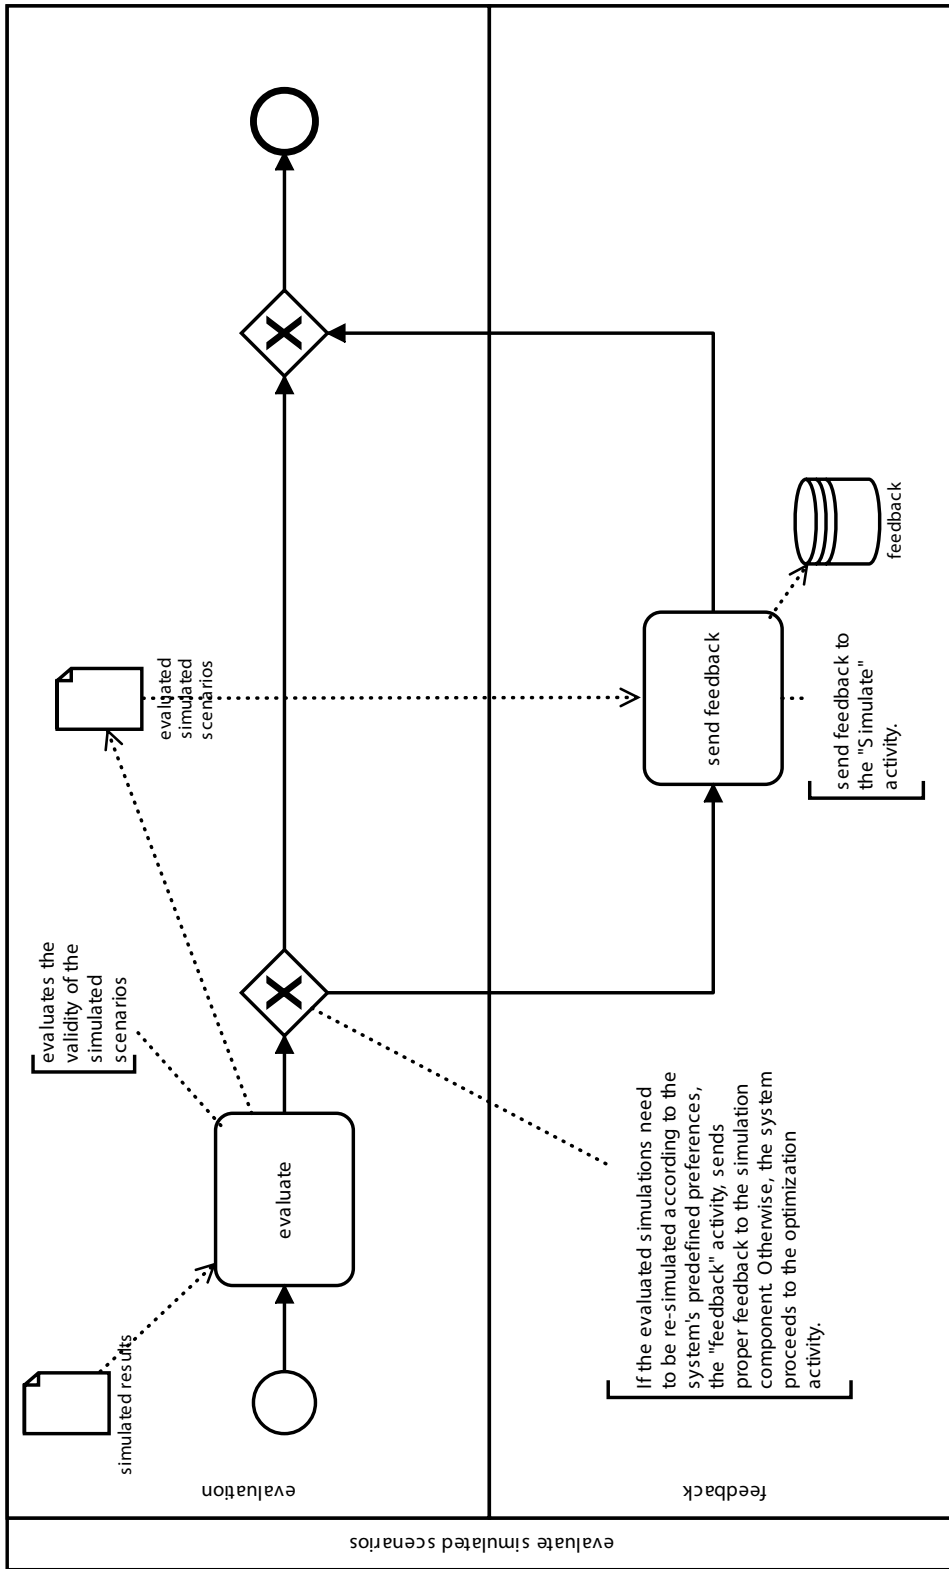 evaluate simulated scenarios
evaluation
simulated results
evaluate
evaluates the
validity of the
simulated
scenarios
evaluated
simulated
scenarios
feedback
If the evaluated simulations need
to be re-simulated according to the
system's predefined preferences,
the "feedback" activity, sends
proper feedback to the simulation
component. Otherwise, the system
proceeds to the optimization
activity.
send feedback
send feedback to
the "Simulate"
activity.
feedback